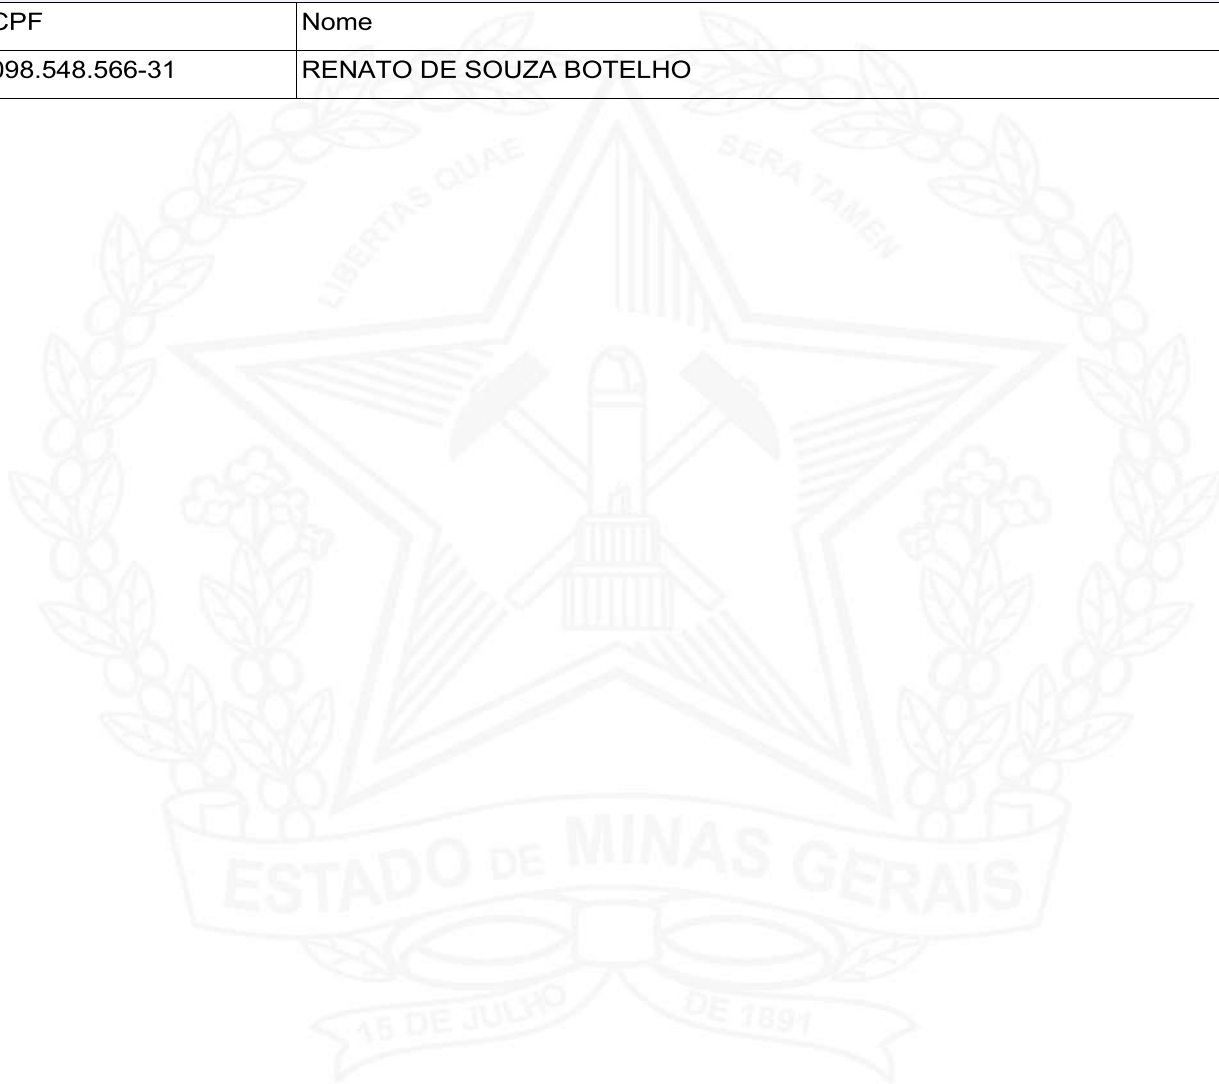 CPF Nome
098.548.566-31 RENATO DE SOUZA BOTELHO
LIBERTAS QUAE SERA TAMEN
ESTADO DE MINAS GERAIS
15 DE JULHO DE 1891